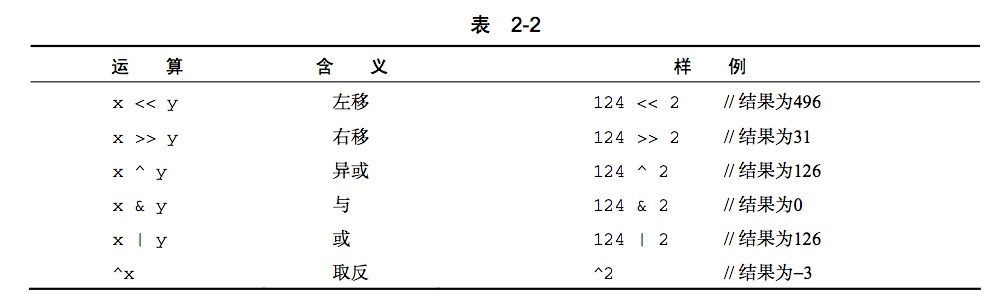 表 2-2
运 算 含 义 样 例
x << y 左移 124 << 2 // 结果为496
x >> y 右移 124 >> 2 // 结果为31
x ^ y 异或 124 ^ 2 // 结果为126
x & y 与 124 & 2 // 结果为0
x | y 或 124 | 2 // 结果为126
^x 取反 ^2 // 结果为–3